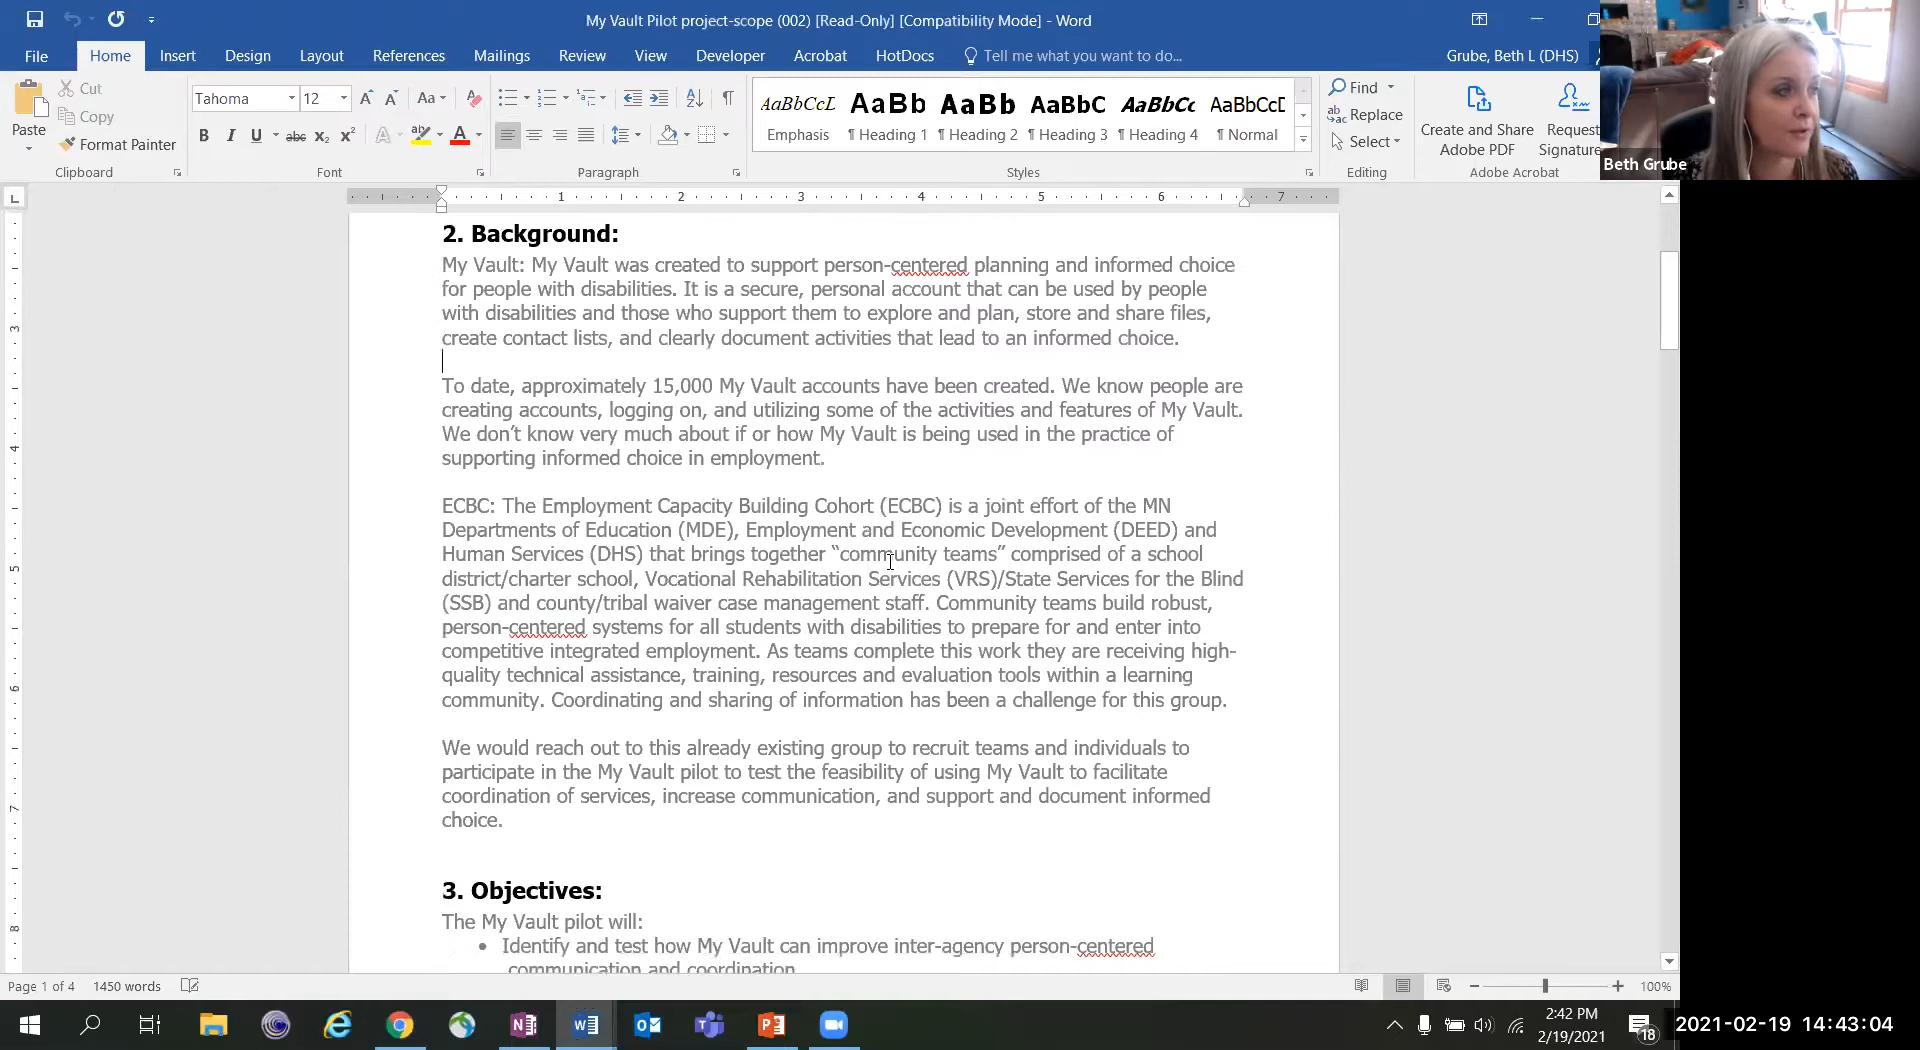 My Vault Pilot project-scope (002) [Read-Only] [Compatibility Mode] - Word
File Home Insert Design Layout References Mailings Review View Developer Acrobat HotDocs Tell me what you want to do... Grube, Beth L (DHS)
Paste
Cut
Copy
Format Painter
Clipboard
Tahoma 12
Font
Paragraph
AaBbCcD AaBb AaBb AaBbC AaBbCc AaBbCcD
Emphasis ¶ Heading 1 ¶ Heading 2 ¶ Heading 3 ¶ Heading 4 ¶ Normal
Styles
Find
Replace
Select
Editing
Create and Share
Adobe PDF
Request
Signature
Adobe Acrobat
Beth Grube
1 2 3 4 5 6 7
2. Background:
My Vault: My Vault was created to support person-centered planning and informed choice
for people with disabilities. It is a secure, personal account that can be used by people
with disabilities and those who support them to explore and plan, store and share files,
create contact lists, and clearly document activities that lead to an informed choice.
To date, approximately 15,000 My Vault accounts have been created. We know people are
creating accounts, logging on, and utilizing some of the activities and features of My Vault.
We don’t know very much about if or how My Vault is being used in the practice of
supporting informed choice in employment.
ECBC: The Employment Capacity Building Cohort (ECBC) is a joint effort of the MN
Departments of Education (MDE), Employment and Economic Development (DEED) and
Human Services (DHS) that brings together “community teams” comprised of a school
district/charter school, Vocational Rehabilitation Services (VRS)/State Services for the Blind
(SSB) and county/tribal waiver case management staff. Community teams build robust,
person-centered systems for all students with disabilities to prepare for and enter into
competitive integrated employment. As teams complete this work they are receiving high-
quality technical assistance, training, resources and evaluation tools within a learning
community. Coordinating and sharing of information has been a challenge for this group.
We would reach out to this already existing group to recruit teams and individuals to
participate in the My Vault pilot to test the feasibility of using My Vault to facilitate
coordination of services, increase communication, and support and document informed
choice.
3. Objectives:
The My Vault pilot will:
• Identify and test how My Vault can improve inter-agency person-centered
communication and coordination
Page 1 of 4 1450 words
100%
2:42 PM
2/19/2021
18
2021-02-19 14:43:04